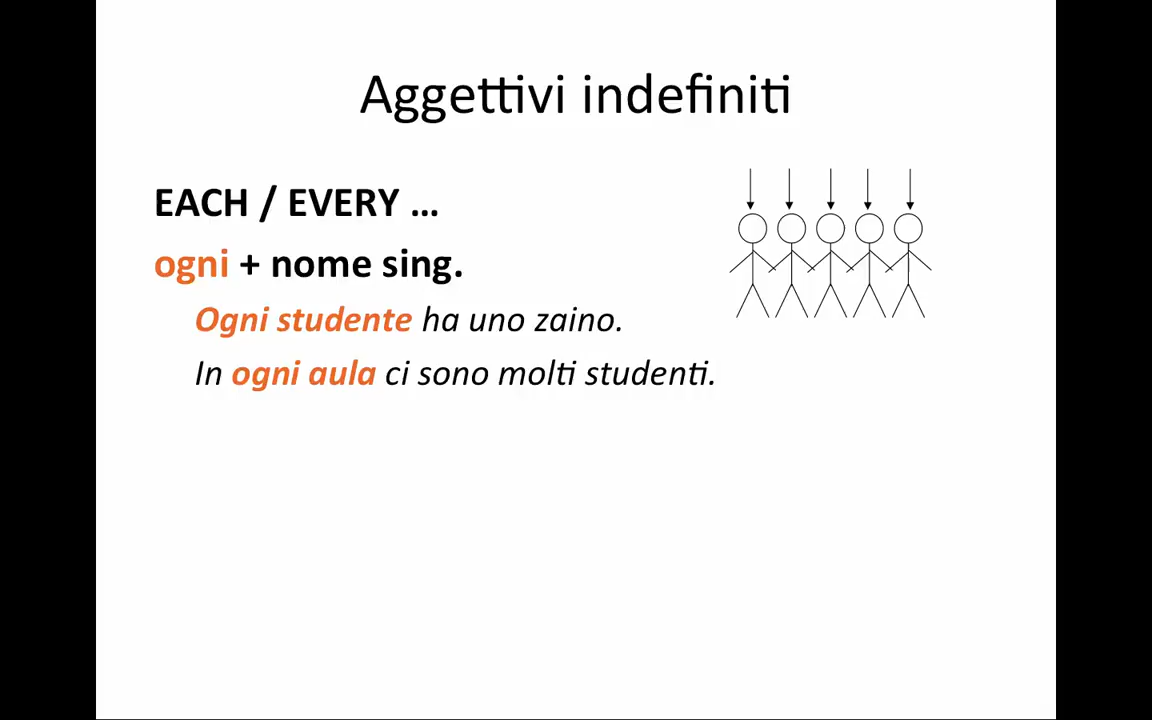 Aggettivi indefiniti
EACH / EVERY …
ogni + nome sing.
Ogni studente ha uno zaino.
In ogni aula ci sono molti studenti.